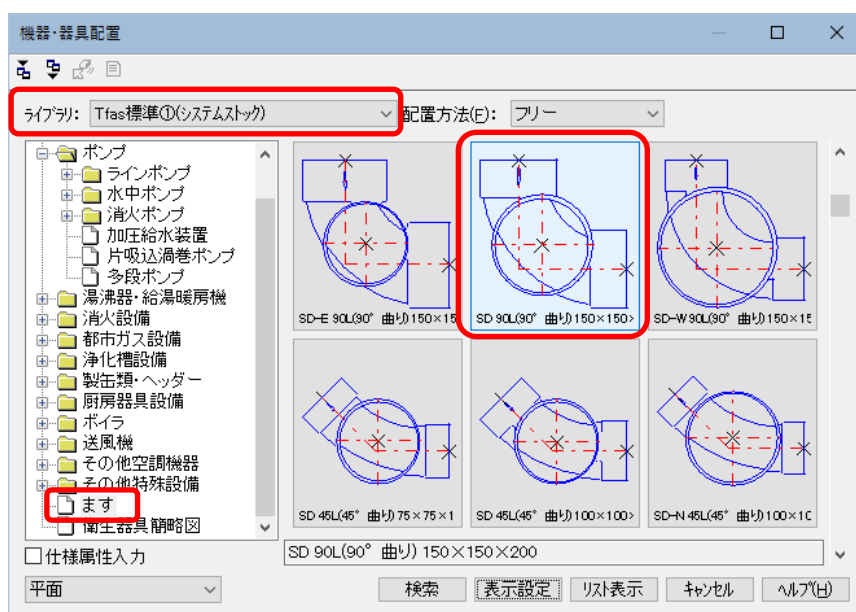 機器・器具配置
ライブラリ: Tfas標準①(システムストック) 配置方法(F): フリー
ポンプ
ラインポンプ
水中ポンプ
消火ポンプ
加圧給水装置
片吸込渦巻ポンプ
多段ポンプ
湯沸器・給湯暖房機
消火設備
都市ガス設備
浄化槽設備
製缶類・ヘッダー
厨房器具設備
ボイラ
送風機
その他空調機器
その他特殊設備
ます
衛生器具簡略図
SD-E 90L(90° 曲り)150×15
SD 90L(90° 曲り)150×150×
SD-W 90L(90° 曲り)150×15
SD 45L(45° 曲り)75×75×1
SD 45L(45° 曲り)100×100×
SD-N 45L(45° 曲り)100×10
仕様属性入力
SD 90L(90° 曲り) 150×150×200
平面
検索 表示設定 リスト表示 キャンセル ヘルプ(H)